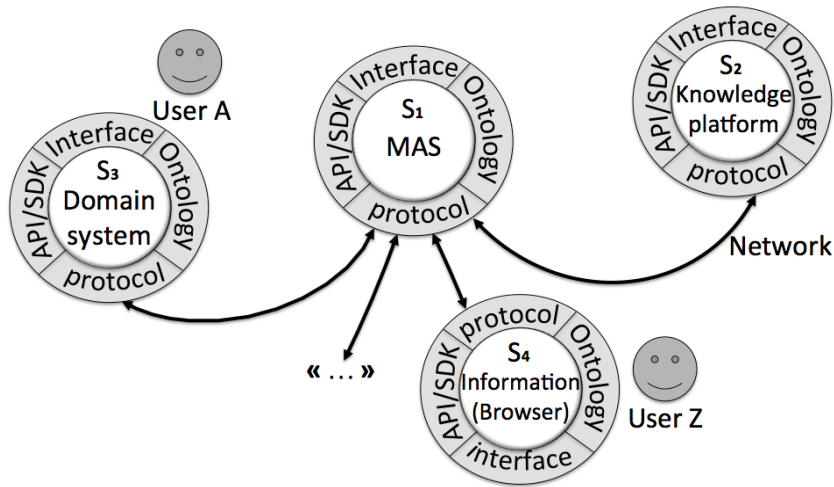 User A
Interface
API/SDK
Ontology
S₃
Domain
system
protocol
Interface
API/SDK
Ontology
S₁
MAS
protocol
Interface
API/SDK
Ontology
S₂
Knowledge
platform
protocol
Network
« ... »
protocol
API/SDK
Ontology
S₄
Information
(Browser)
interface
User Z